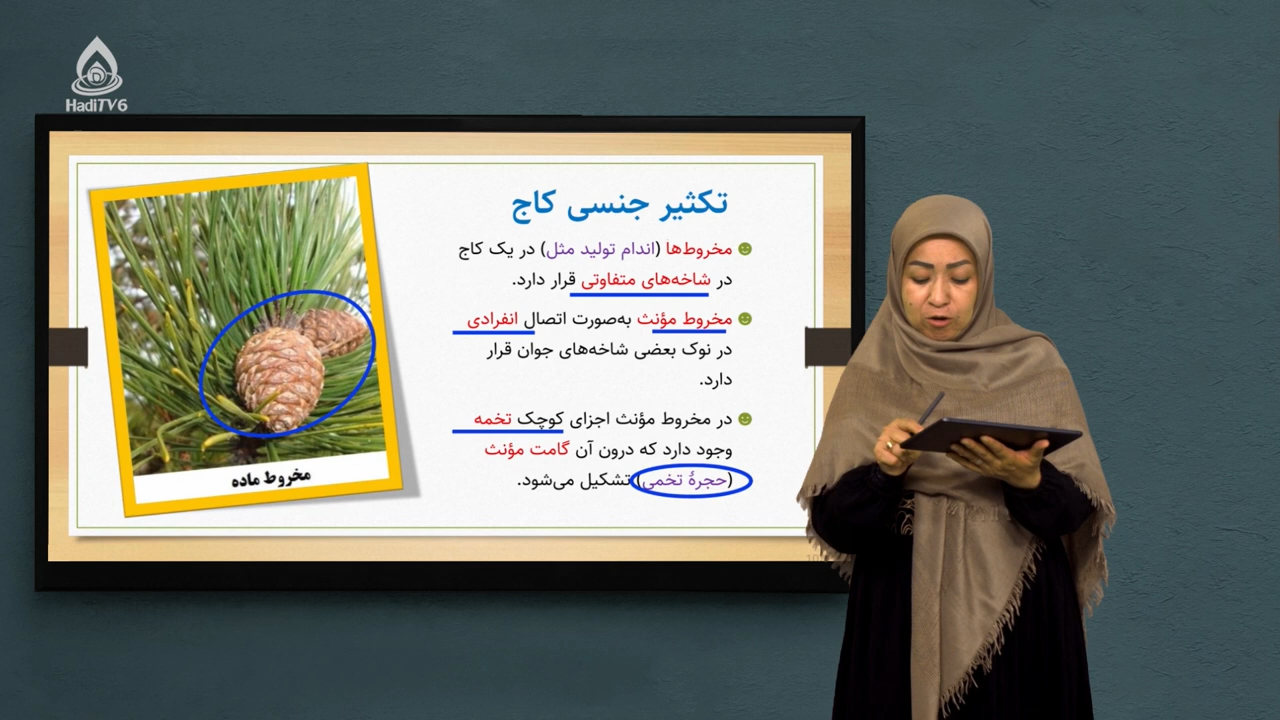 HadiTV6
تکثیر جنسی کاج
مخروط‌ها (اندام تولید مثل) در یک کاج
در شاخه‌های متفاوتی قرار دارد.
مخروط مؤنث به‌صورت اتصال انفرادی
در نوک بعضی شاخه‌های جوان قرار
دارد.
در مخروط مؤنث اجزای کوچک تخمه
وجود دارد که درون آن گامت مؤنث
(حجرهٔ تخمی) تشکیل می‌شود.
مخروط ماده